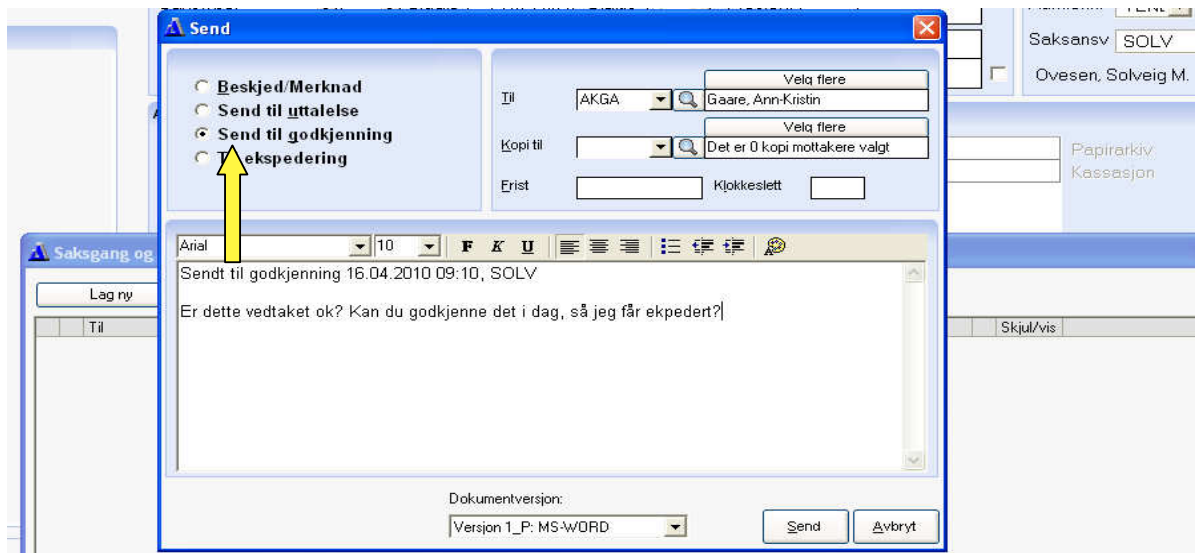 Send
Saksansv SOLV
Ovesen, Solveig M.
Beskjed/Merknad
Send til uttalelse
Send til godkjenning
ekspedering
Velg flere
Til AKGA Gaare, Ann-Kristin
Velg flere
Kopi til Det er 0 kopi mottakere valgt
Frist Klokkeslett
Papirarkiv
Kassasjon
Saksgang og
Lag ny
Til
Skjul/vis
Arial 10 F K U
Sendt til godkjenning 16.04.2010 09:10, SOLV
Er dette vedtaket ok? Kan du godkjenne det i dag, så jeg får ekpedert?
Dokumentversjon:
Versjon 1_P: MS-WORD Send Avbryt